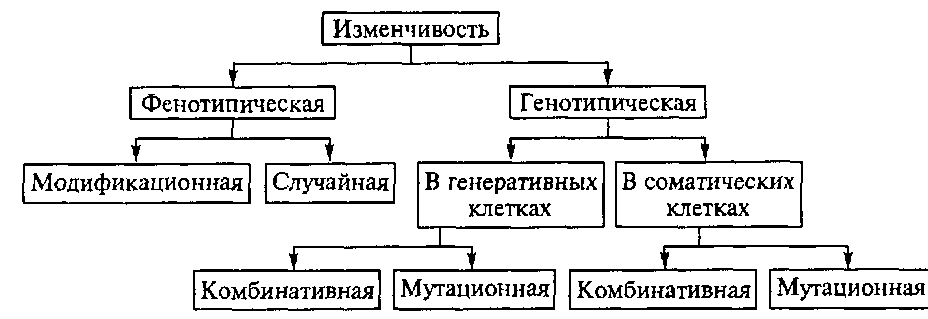 Изменчивость
Фенотипическая
Генотипическая
Модификационная
Случайная
В генеративных
клетках
В соматических
клетках
Комбинативная
Мутационная
Комбинативная
Мутационная